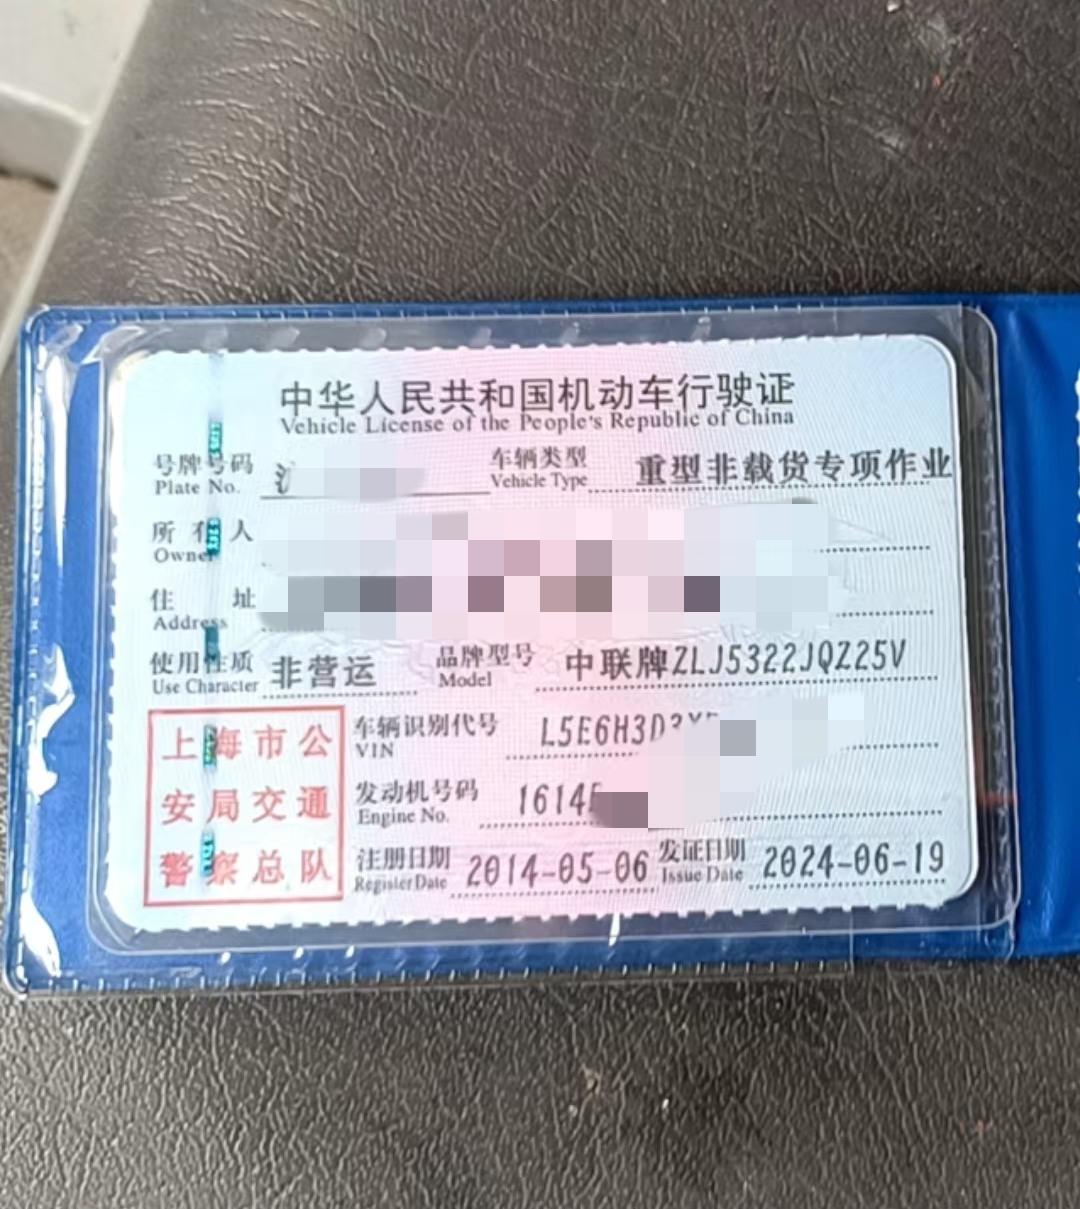 中华人民共和国机动车行驶证
Vehicle License of the People's Republic of China
号牌号码 车辆类型 重型非载货专项作业
Plate No. Vehicle Type
所有人
Owner
住址
Address
使用性质 非营运 品牌型号 中联牌ZLJ5322JQZ25V
Use Character Model
上海市公 车辆识别代号 L5E6H3D3
VIN
安局交通 发动机号码 1614
Engine No.
警察总队 注册日期 2014-05-06 发证日期 2024-06-19
Register Date Issue Date